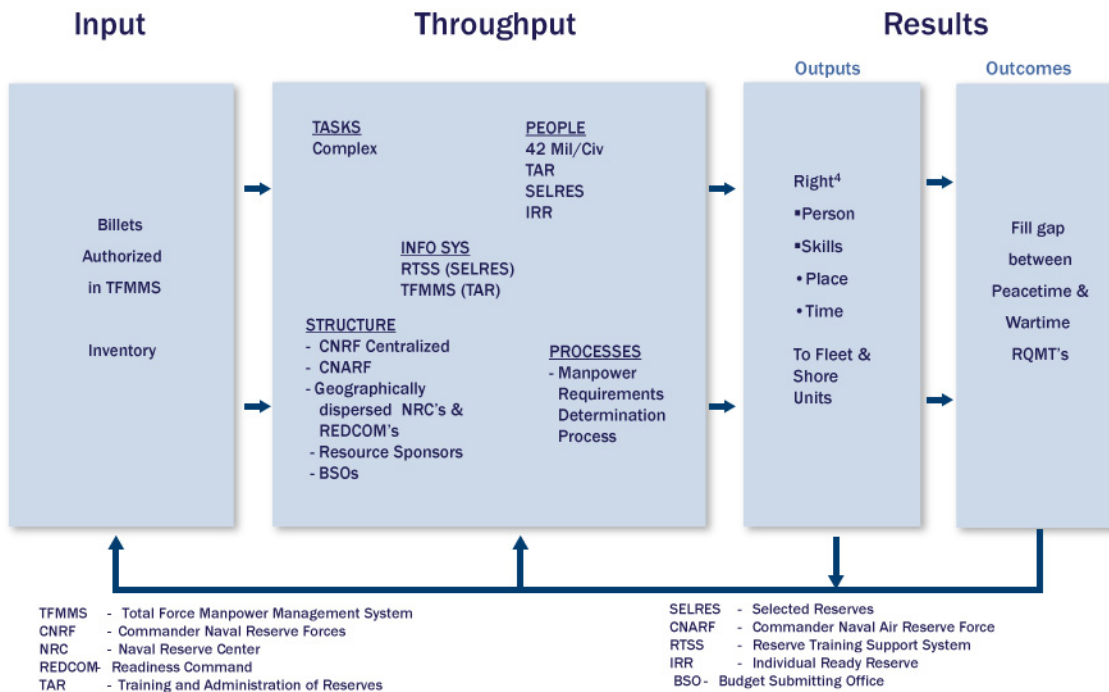 Input
Throughput
Results
Outputs
Outcomes
Billets
Authorized
in TFMMS
Inventory
TASKS
Complex
PEOPLE
42 Mil/Civ
TAR
SELRES
IRR
INFO SYS
RTSS (SELRES)
TFMMS (TAR)
STRUCTURE
- CNRF Centralized
- CNARF
- Geographically
dispersed NRC's &
REDCOM's
- Resource Sponsors
- BSOs
PROCESSES
- Manpower
Requirements
Determination
Process
Right⁴
▪Person
▪Skills
• Place
• Time
To Fleet &
Shore
Units
Fill gap
between
Peacetime &
Wartime
RQMT's
TFMMS - Total Force Manpower Management System
CNRF - Commander Naval Reserve Forces
NRC - Naval Reserve Center
REDCOM- Readiness Command
TAR - Training and Administration of Reserves
SELRES - Selected Reserves
CNARF - Commander Naval Air Reserve Force
RTSS - Reserve Training Support System
IRR - Individual Ready Reserve
BSO- Budget Submitting Office